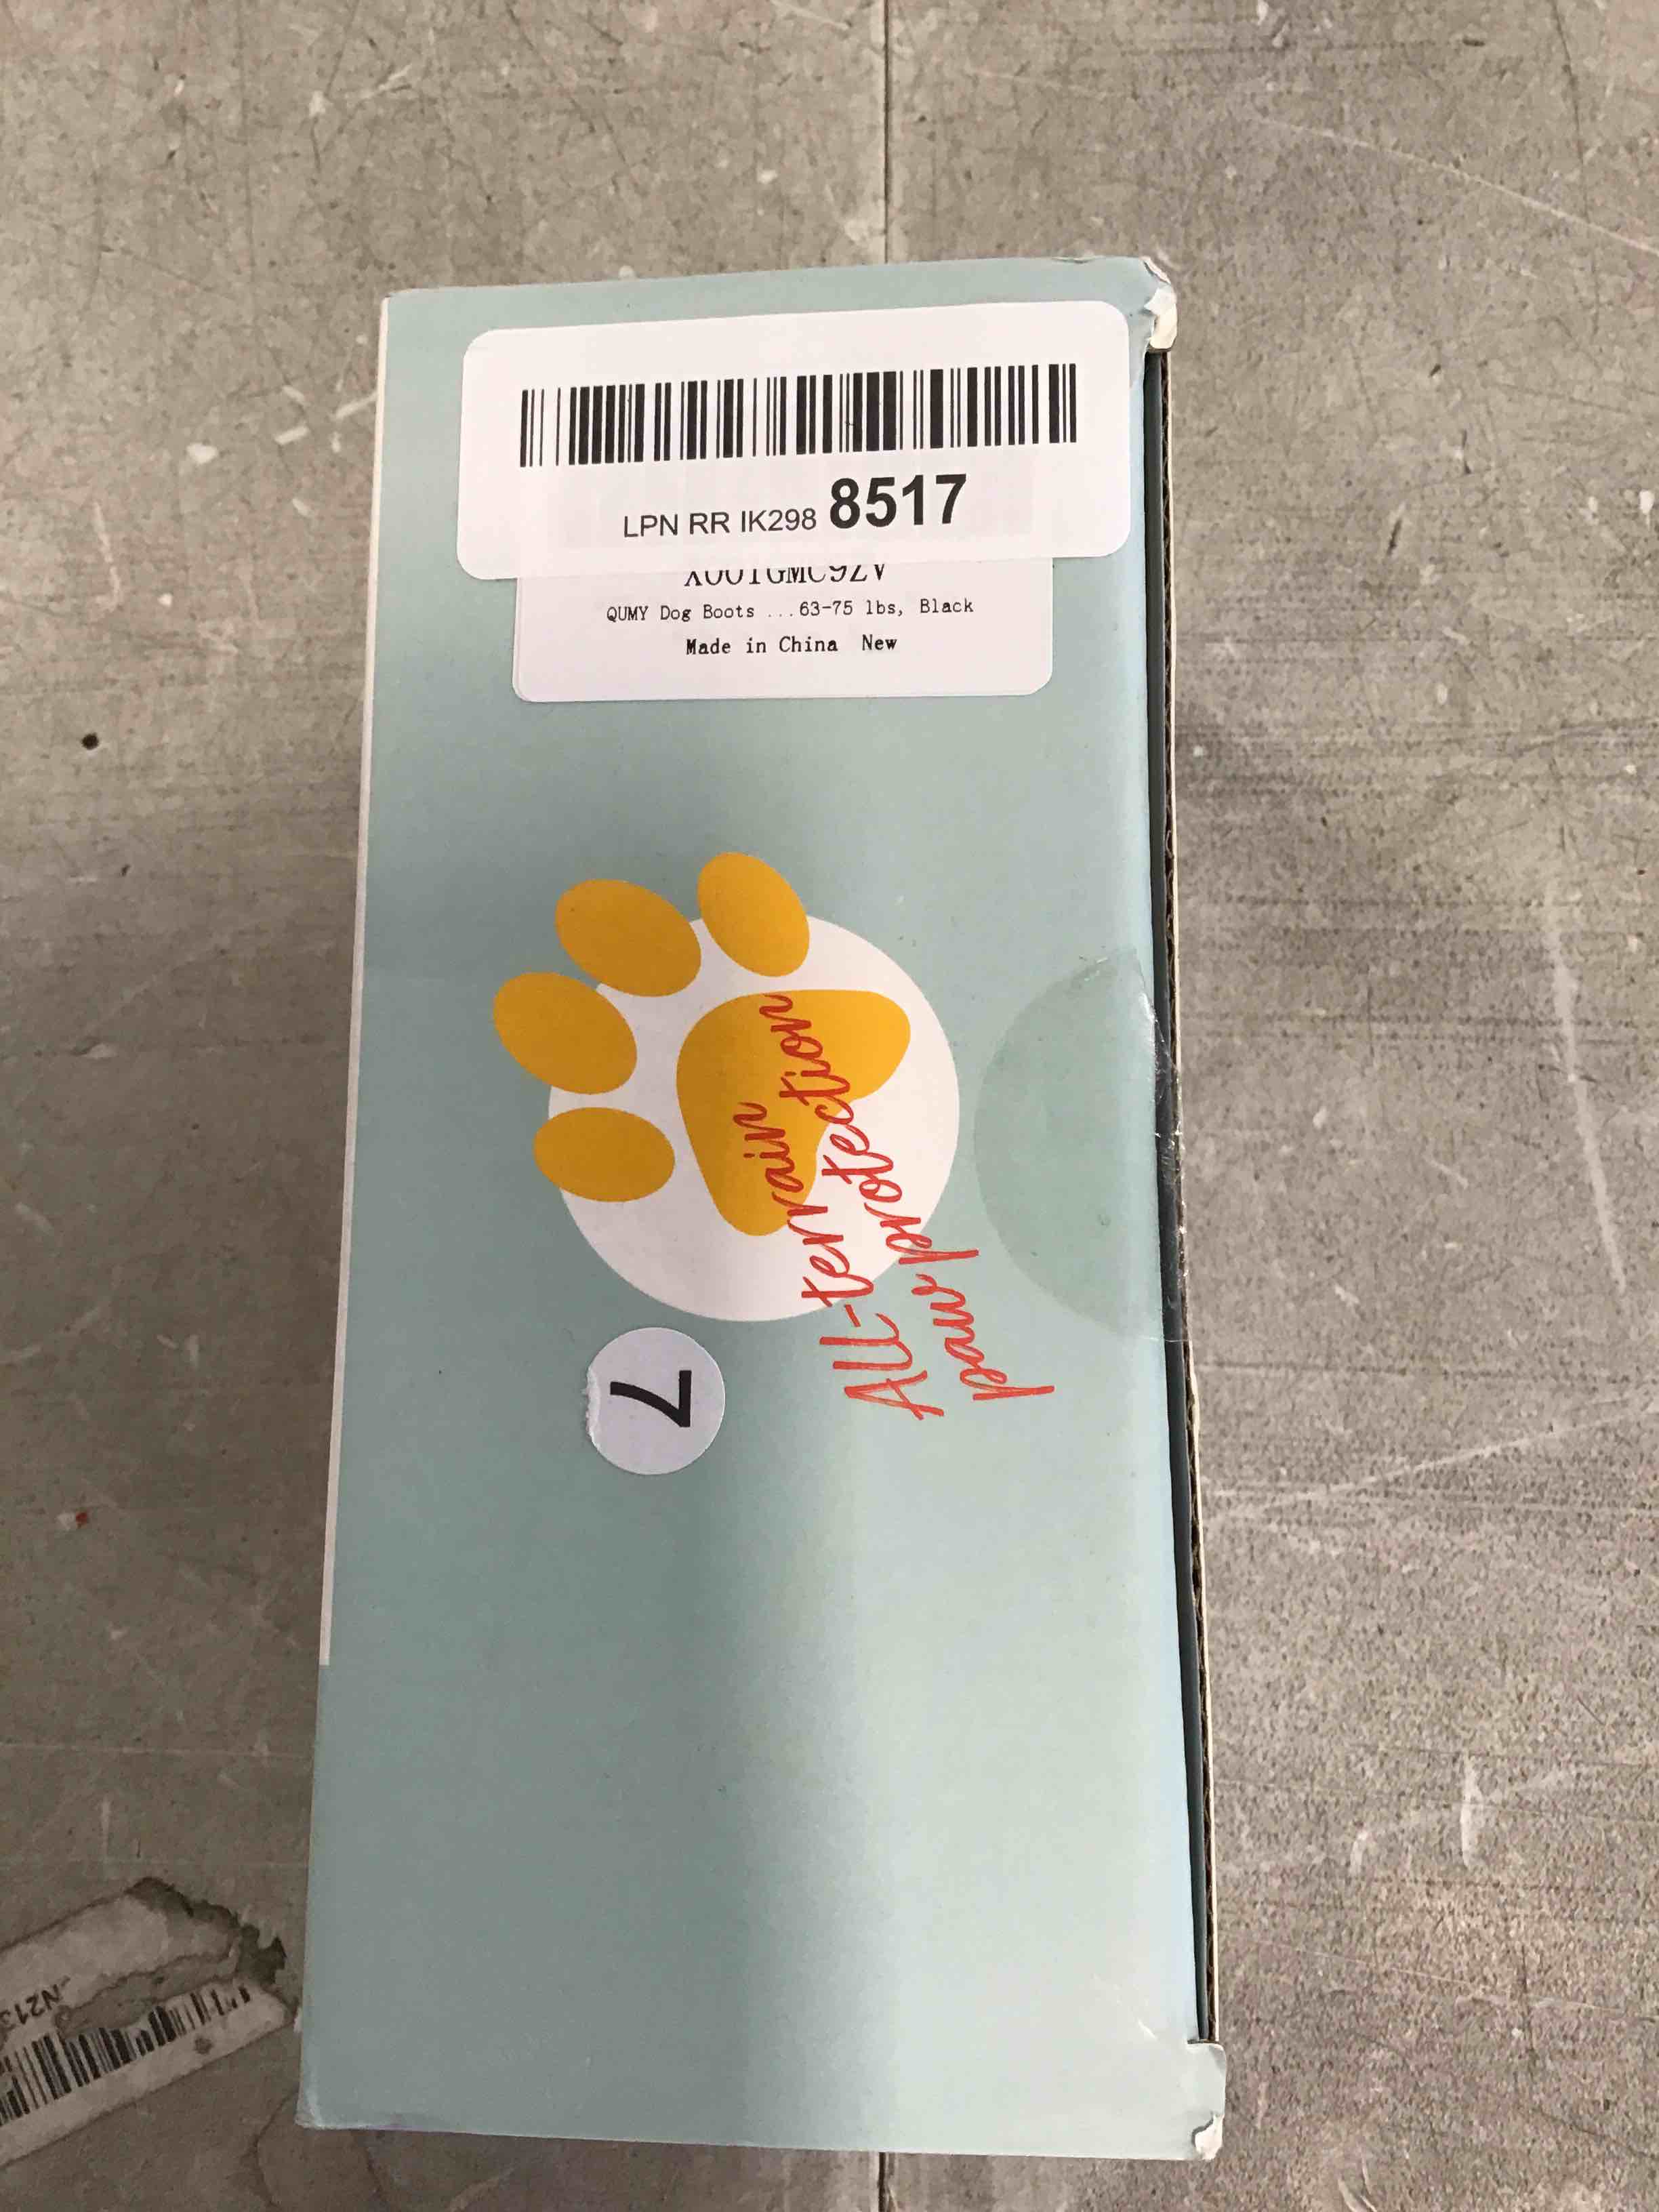 LPN RR IK298 8517
X001GMC9ZV
QUMY Dog Boots ...63-75 lbs, Black
Made in China New
ALL-terrain
paw protection
7